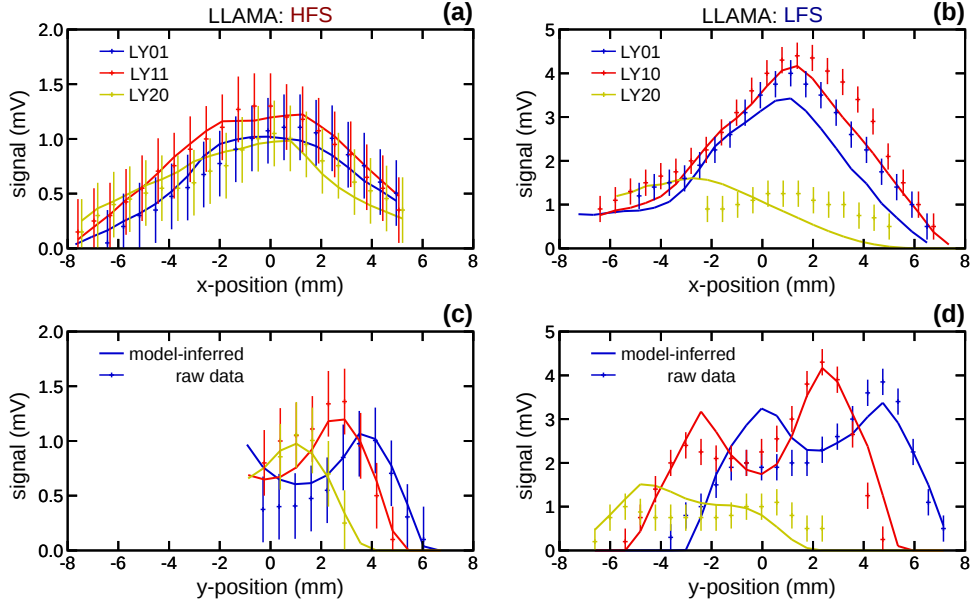 LLAMA: HFS (a)
2.0
1.5
1.0
0.5
0.0
signal (mV)
LY01
LY11
LY20
-8 -6 -4 -2 0 2 4 6 8
x-position (mm)
LLAMA: LFS (b)
5
4
3
2
1
0
signal (mV)
LY01
LY10
LY20
-8 -6 -4 -2 0 2 4 6 8
x-position (mm)
(c)
2.0
1.5
1.0
0.5
0.0
signal (mV)
model-inferred
raw data
-8 -6 -4 -2 0 2 4 6 8
y-position (mm)
(d)
5
4
3
2
1
0
signal (mV)
model-inferred
raw data
-8 -6 -4 -2 0 2 4 6 8
y-position (mm)